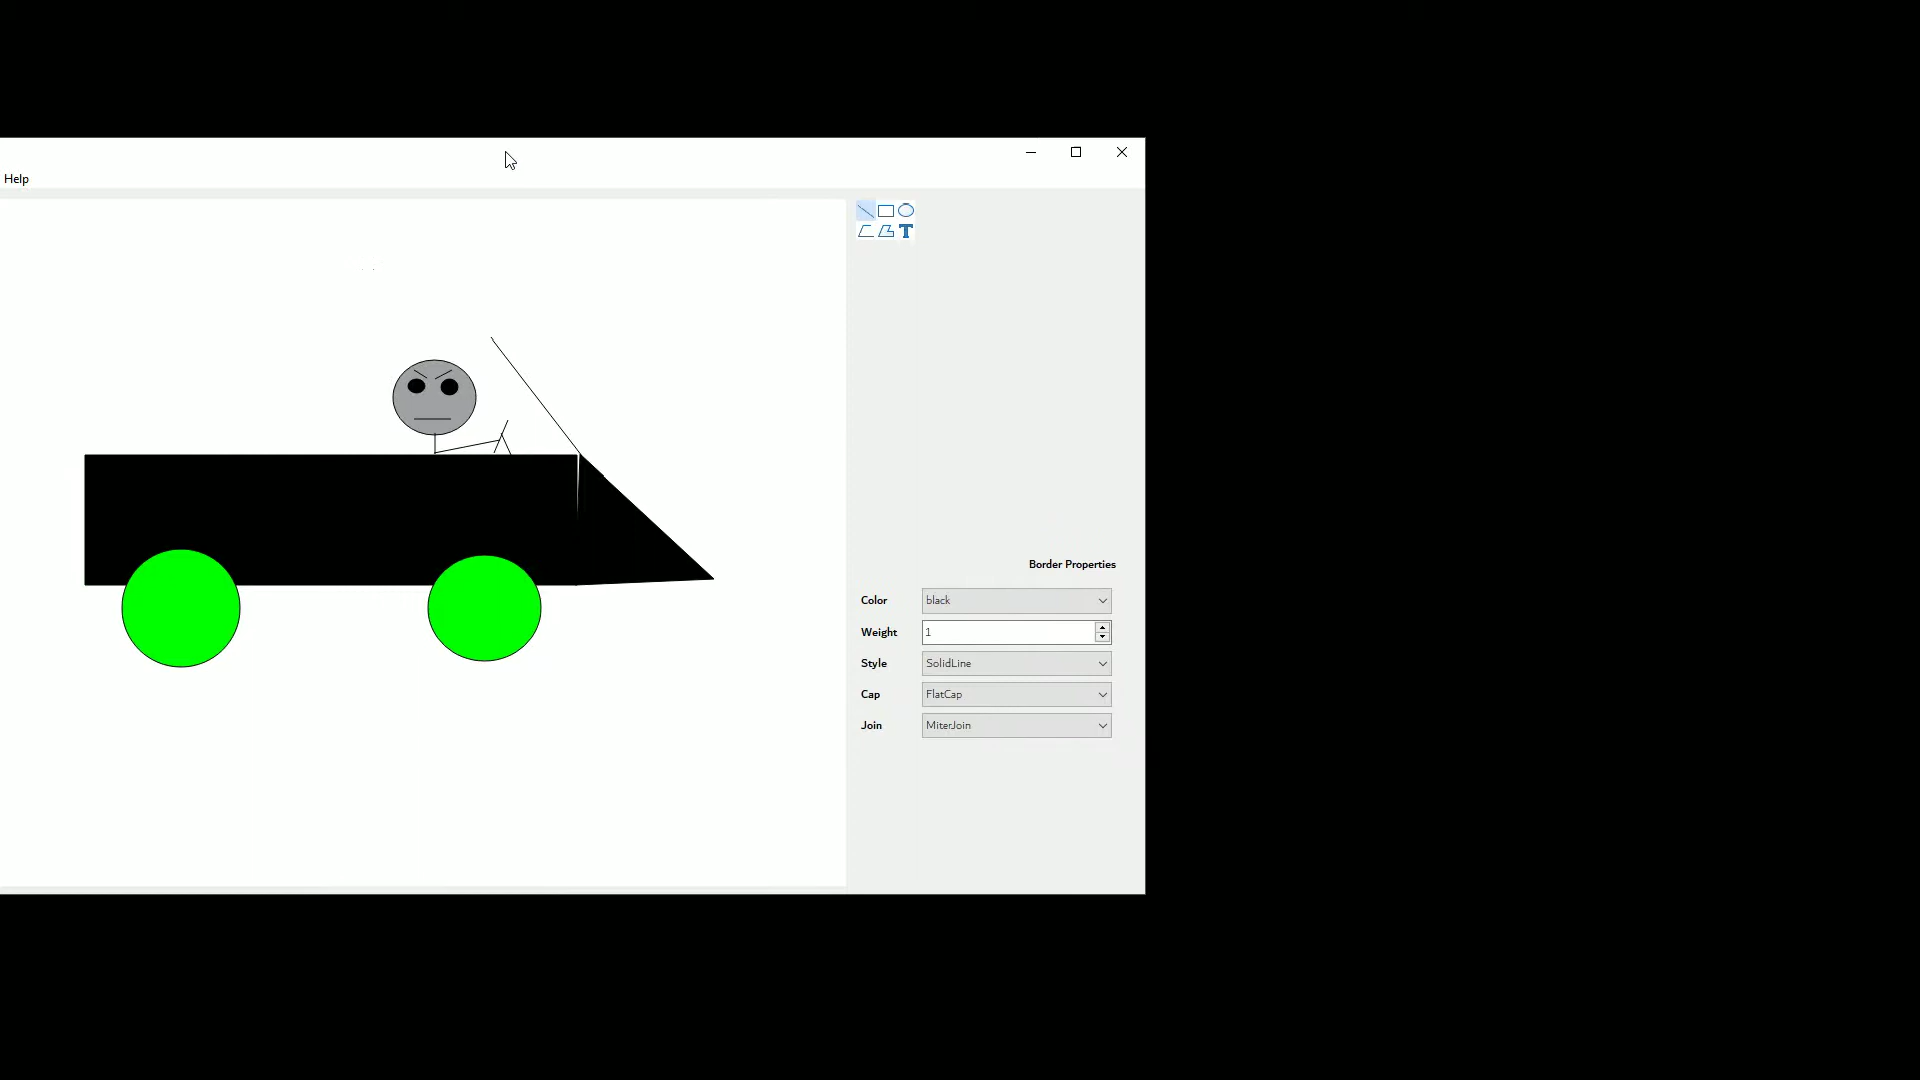 Help
T
Border Properties
Color black
Weight 1
Style SolidLine
Cap FlatCap
Join MiterJoin